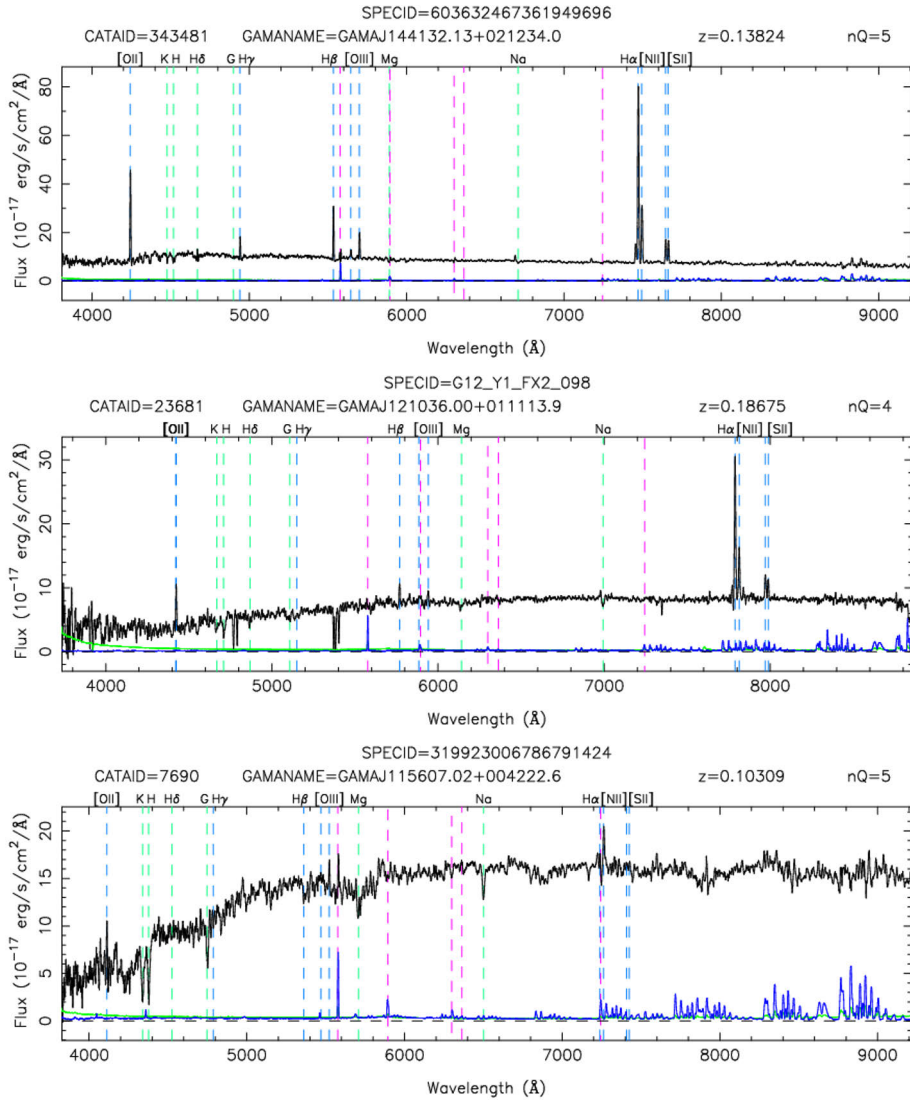 SPECID=603632467361949696
CATAID=343481 GAMANAME=GAMAJ144132.13+021234.0 z=0.13824 nQ=5
[OII] K H Hδ G Hγ Hβ [OIII] Mg Na Hα [NII] [SII]
Flux (10⁻¹⁷ erg/s/cm²/Å)
80
60
40
20
0
4000 5000 6000 7000 8000 9000
Wavelength (Å)
SPECID=G12_Y1_FX2_098
CATAID=23681 GAMANAME=GAMAJ121036.00+011113.9 z=0.18675 nQ=4
[OII] K H Hδ G Hγ Hβ [OIII] Mg Na Hα [NII] [SII]
Flux (10⁻¹⁷ erg/s/cm²/Å)
30
20
10
0
4000 5000 6000 7000 8000
Wavelength (Å)
SPECID=319923006786791424
CATAID=7690 GAMANAME=GAMAJ115607.02+004222.6 z=0.10309 nQ=5
[OII] K H Hδ G Hγ Hβ [OIII] Mg Na Hα [NII] [SII]
Flux (10⁻¹⁷ erg/s/cm²/Å)
20
15
10
5
0
4000 5000 6000 7000 8000 9000
Wavelength (Å)